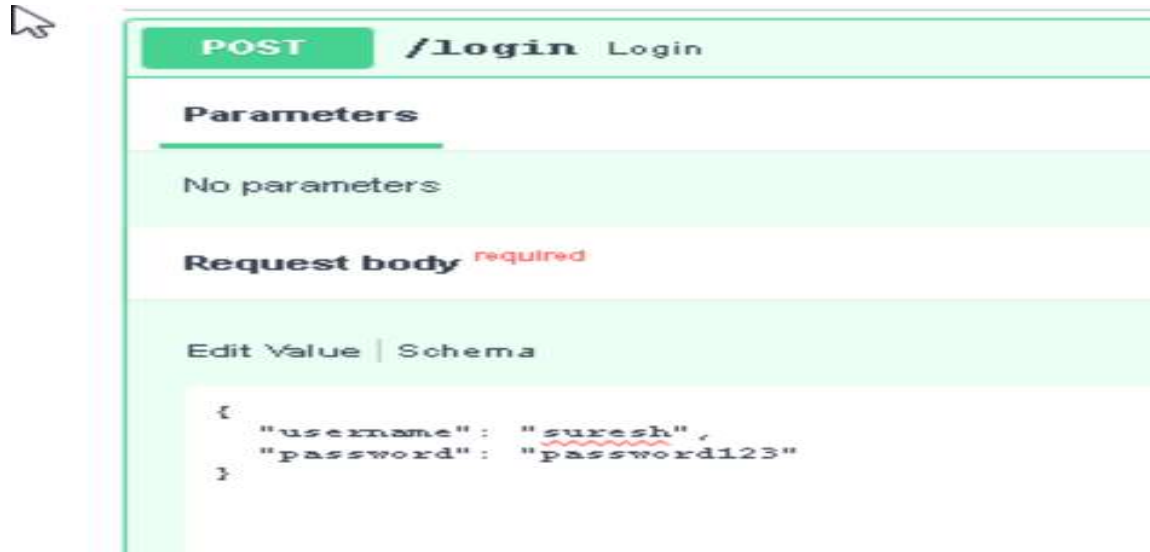 POST /login Login
Parameters
No parameters
Request body required
Edit Value | Schema
{
"username": "suresh",
"password": "password123"
}